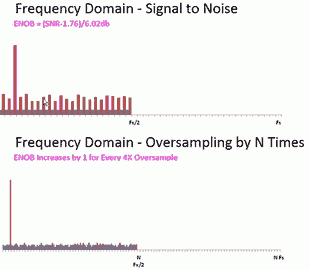 Frequency Domain - Signal to Noise
ENOB = (SNR-1.76)/6.02db
Fs/2
Fs
Frequency Domain - Oversampling by N Times
ENOB Increases by 1 for Every 4X Oversample
N
Fs/2
N Fs